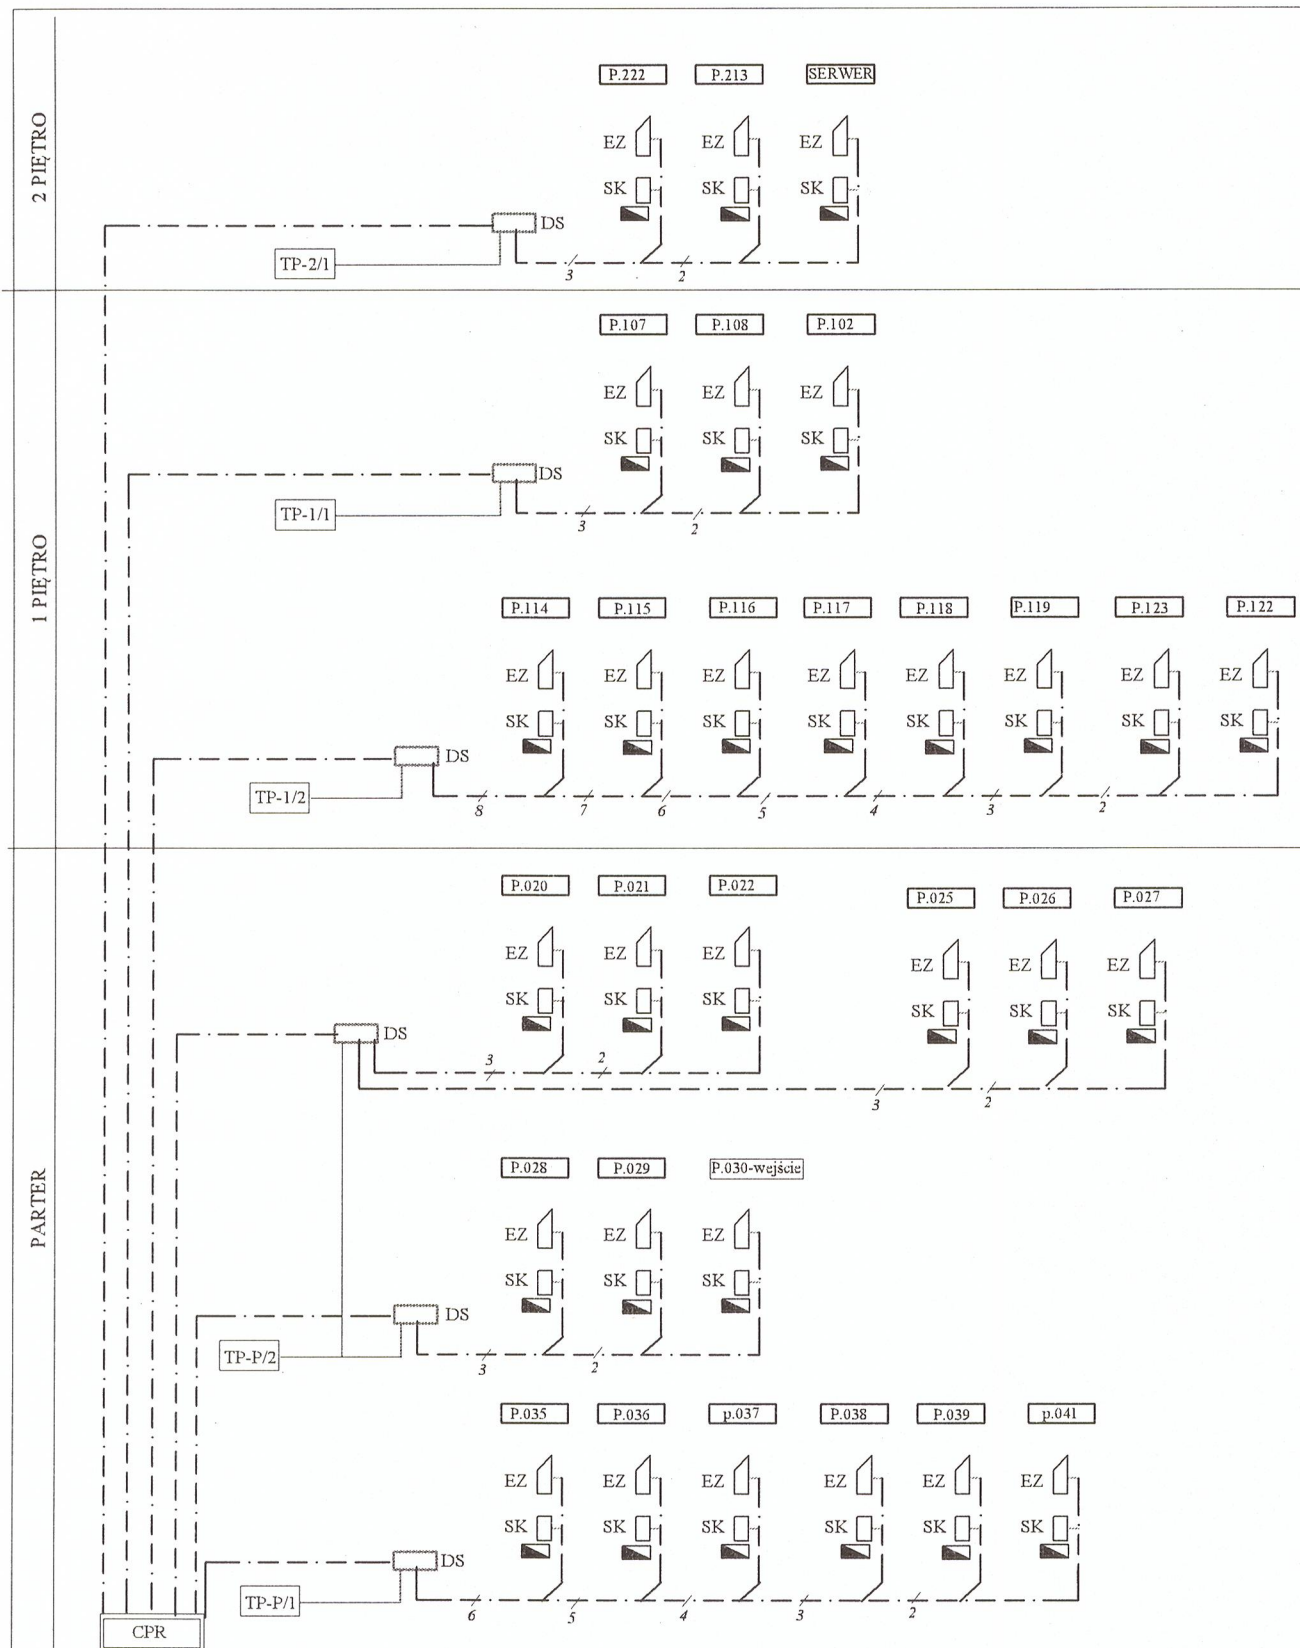 2 PIĘTRO
P.222 P.213 SERWER
EZ EZ EZ
SK SK SK
DS
TP-2/1
3 2
1 PIĘTRO
P.107 P.108 P.102
EZ EZ EZ
SK SK SK
DS
TP-1/1
3 2
P.114 P.115 P.116 P.117 P.118 P.119 P.123 P.122
EZ EZ EZ EZ EZ EZ EZ EZ
SK SK SK SK SK SK SK SK
DS
TP-1/2
8 7 6 5 4 3 2
PARTER
P.020 P.021 P.022 P.025 P.026 P.027
EZ EZ EZ EZ EZ EZ
SK SK SK SK SK SK
DS
3 2
3 2
P.028 P.029 P.030-wejście
EZ EZ EZ
SK SK SK
DS
TP-P/2
3 2
P.035 P.036 p.037 P.038 P.039 p.041
EZ EZ EZ EZ EZ EZ
SK SK SK SK SK SK
DS
TP-P/1
6 5 4 3 2
CPR